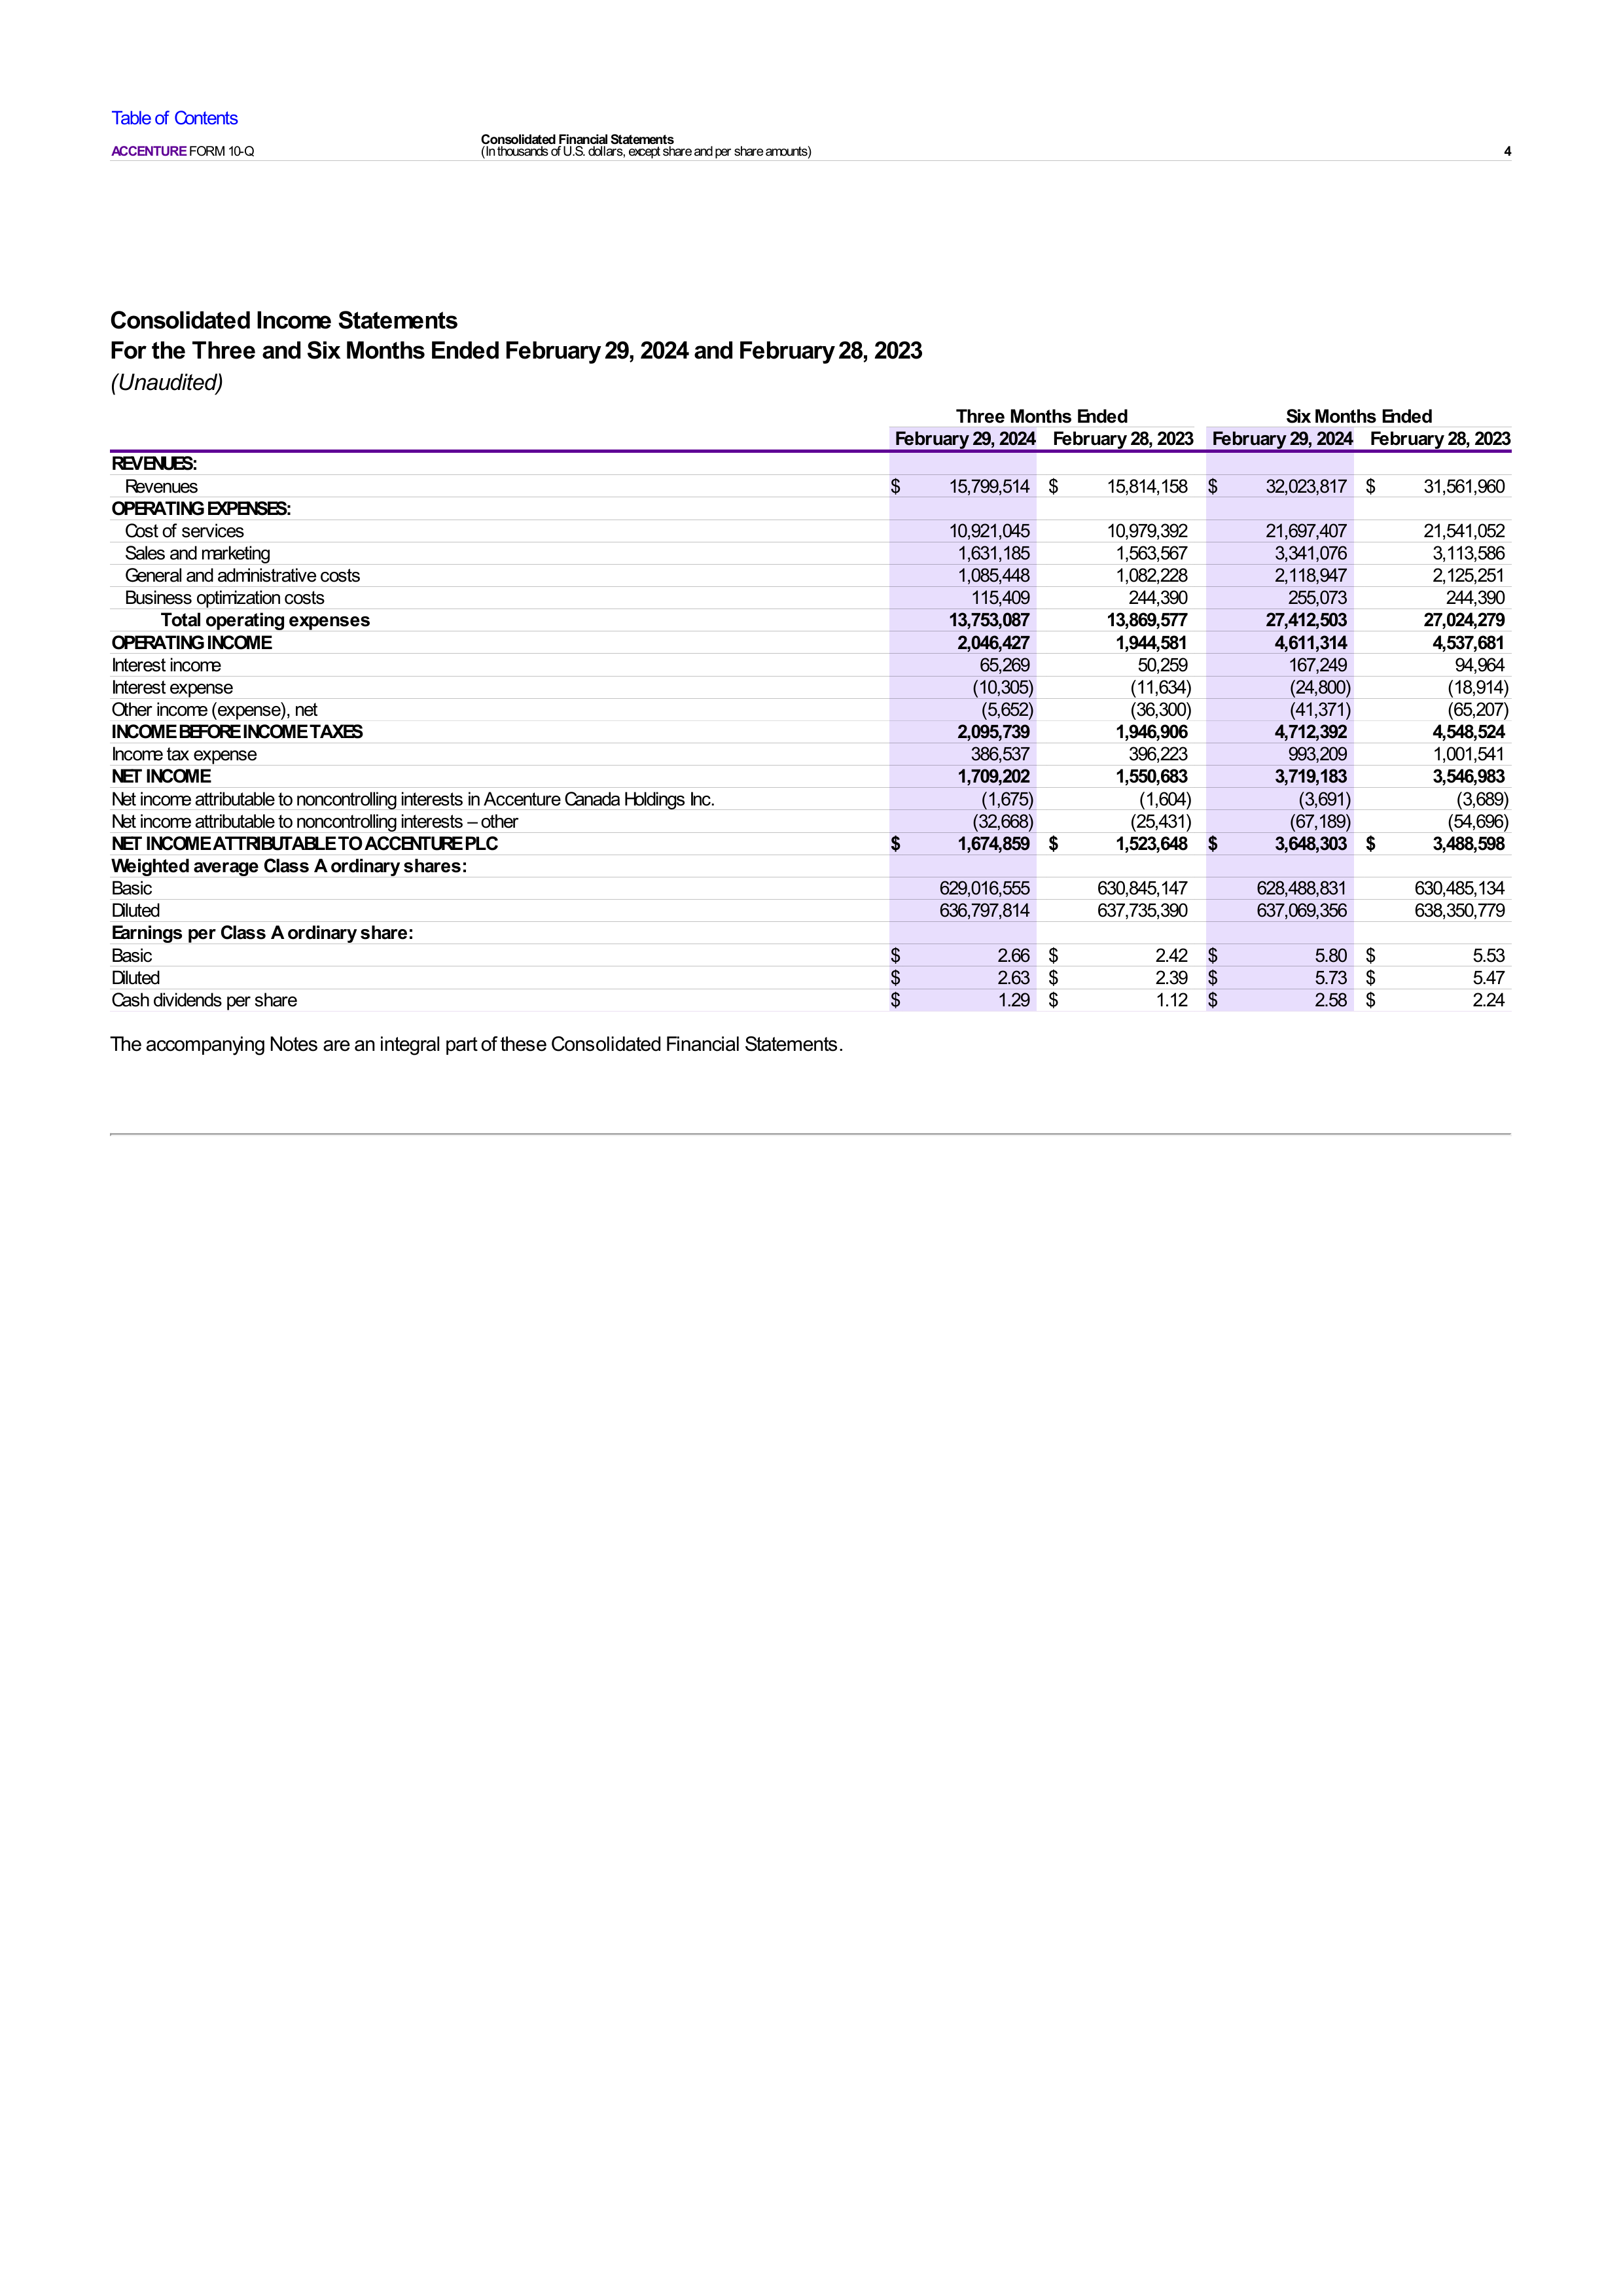 Table of Contents
Consolidated Financial Statements
ACCENTURE FORM 10-Q (In thousands of U.S. dollars, except share and per share amounts) 4
Consolidated Income Statements
For the Three and Six Months Ended February 29, 2024 and February 28, 2023
(Unaudited)
Three Months Ended Six Months Ended
February 29, 2024 February 28, 2023 February 29, 2024 February 28, 2023
REVENUES:
Revenues $ 15,799,514 $ 15,814,158 $ 32,023,817 $ 31,561,960
OPERATING EXPENSES:
Cost of services 10,921,045 10,979,392 21,697,407 21,541,052
Sales and marketing 1,631,185 1,563,567 3,341,076 3,113,586
General and administrative costs 1,085,448 1,082,228 2,118,947 2,125,251
Business optimization costs 115,409 244,390 255,073 244,390
Total operating expenses 13,753,087 13,869,577 27,412,503 27,024,279
OPERATING INCOME 2,046,427 1,944,581 4,611,314 4,537,681
Interest income 65,269 50,259 167,249 94,964
Interest expense (10,305) (11,634) (24,800) (18,914)
Other income (expense), net (5,652) (36,300) (41,371) (65,207)
INCOME BEFORE INCOME TAXES 2,095,739 1,946,906 4,712,392 4,548,524
Income tax expense 386,537 396,223 993,209 1,001,541
NET INCOME 1,709,202 1,550,683 3,719,183 3,546,983
Net income attributable to noncontrolling interests in Accenture Canada Holdings Inc. (1,675) (1,604) (3,691) (3,689)
Net income attributable to noncontrolling interests – other (32,668) (25,431) (67,189) (54,696)
NET INCOME ATTRIBUTABLE TO ACCENTURE PLC $ 1,674,859 $ 1,523,648 $ 3,648,303 $ 3,488,598
Weighted average Class A ordinary shares:
Basic 629,016,555 630,845,147 628,488,831 630,485,134
Diluted 636,797,814 637,735,390 637,069,356 638,350,779
Earnings per Class A ordinary share:
Basic $ 2.66 $ 2.42 $ 5.80 $ 5.53
Diluted $ 2.63 $ 2.39 $ 5.73 $ 5.47
Cash dividends per share $ 1.29 $ 1.12 $ 2.58 $ 2.24
The accompanying Notes are an integral part of these Consolidated Financial Statements.